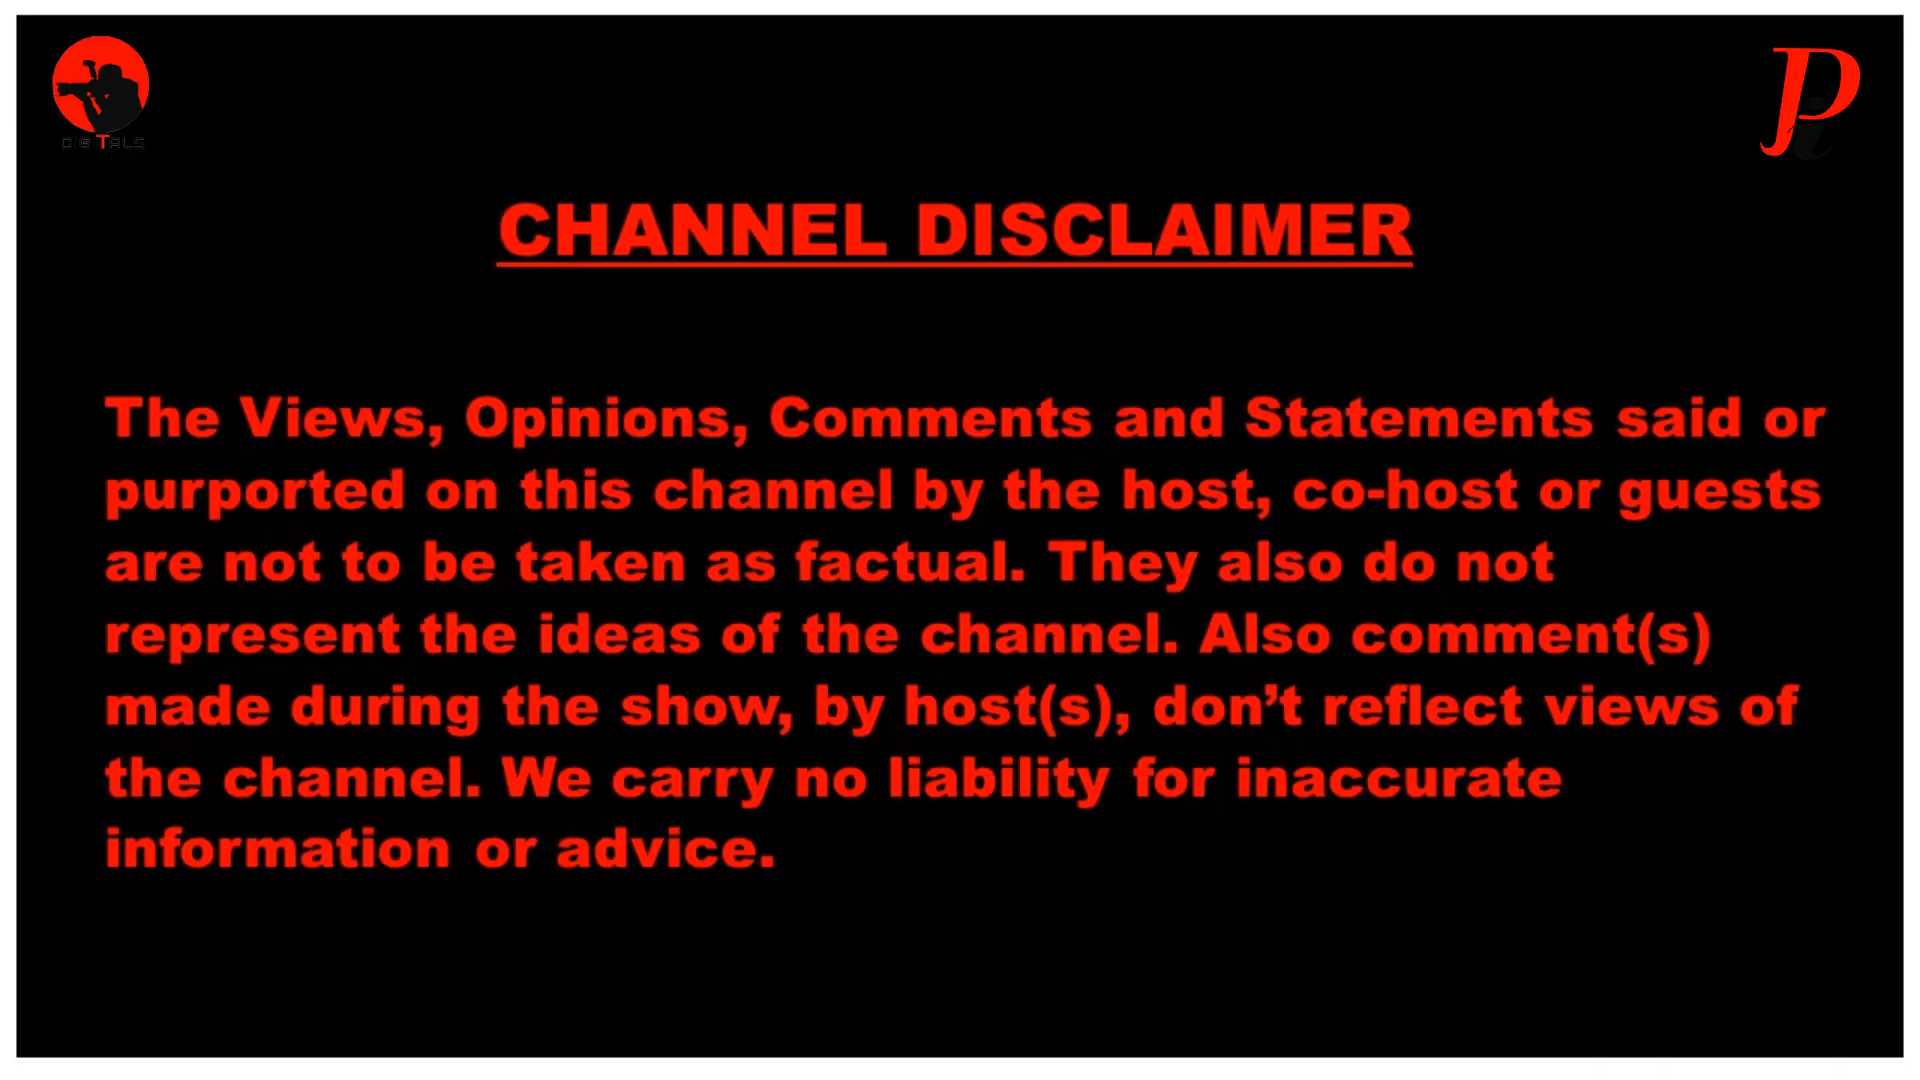 DIGITALS
Pi
CHANNEL DISCLAIMER
The Views, Opinions, Comments and Statements said or
purported on this channel by the host, co-host or guests
are not to be taken as factual. They also do not
represent the ideas of the channel. Also comment(s)
made during the show, by host(s), don’t reflect views of
the channel. We carry no liability for inaccurate
information or advice.